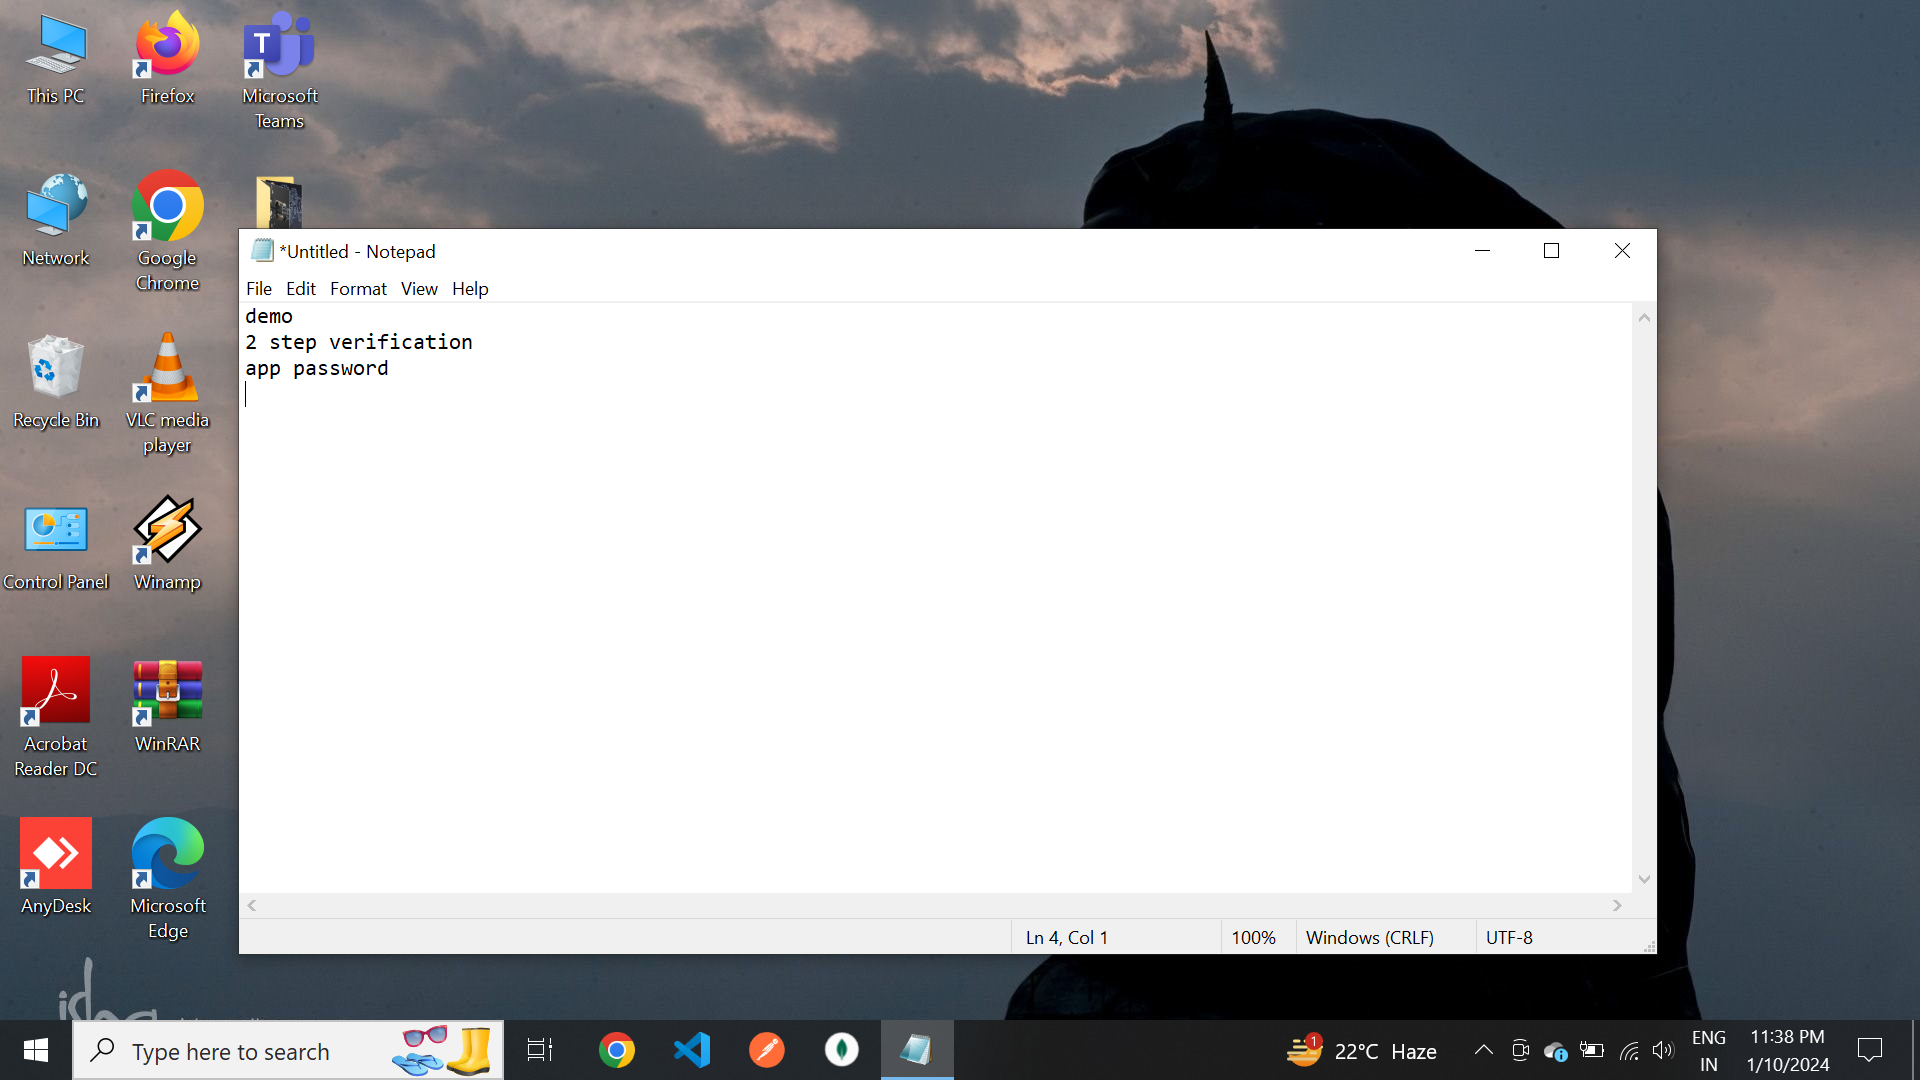 This PC
Firefox
Microsoft
Teams
Network
Google
Chrome
*Untitled - Notepad
File Edit Format View Help
demo
2 step verification
app password
Recycle Bin
VLC media
player
Control Panel
Winamp
Acrobat
Reader DC
WinRAR
AnyDesk
Microsoft
Edge
Ln 4, Col 1
100%
Windows (CRLF)
UTF-8
Type here to search
1
22°C Haze
ENG
IN
11:38 PM
1/10/2024